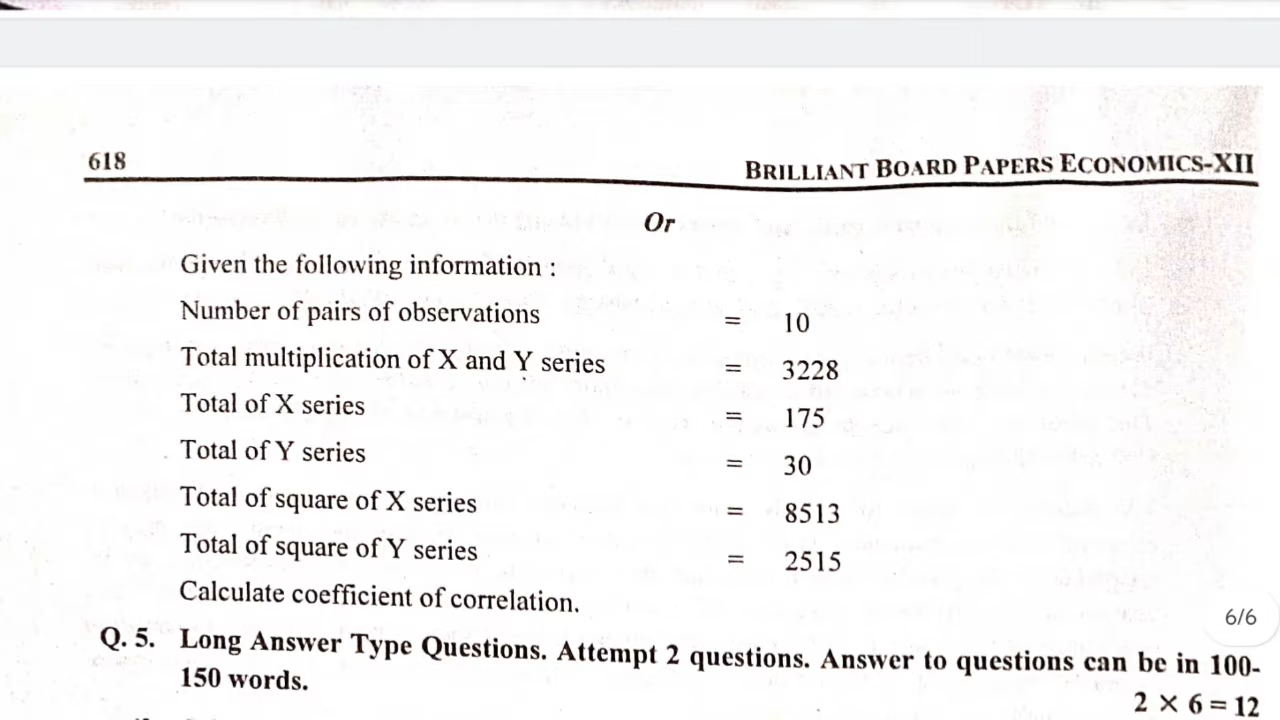 618
BRILLIANT BOARD PAPERS ECONOMICS-XII
Or
Given the following information :
Number of pairs of observations = 10
Total multiplication of X and Y series = 3228
Total of X series = 175
Total of Y series = 30
Total of square of X series = 8513
Total of square of Y series = 2515
Calculate coefficient of correlation.
6/6
Q. 5. Long Answer Type Questions. Attempt 2 questions. Answer to questions can be in 100-
150 words.
2 × 6 = 12